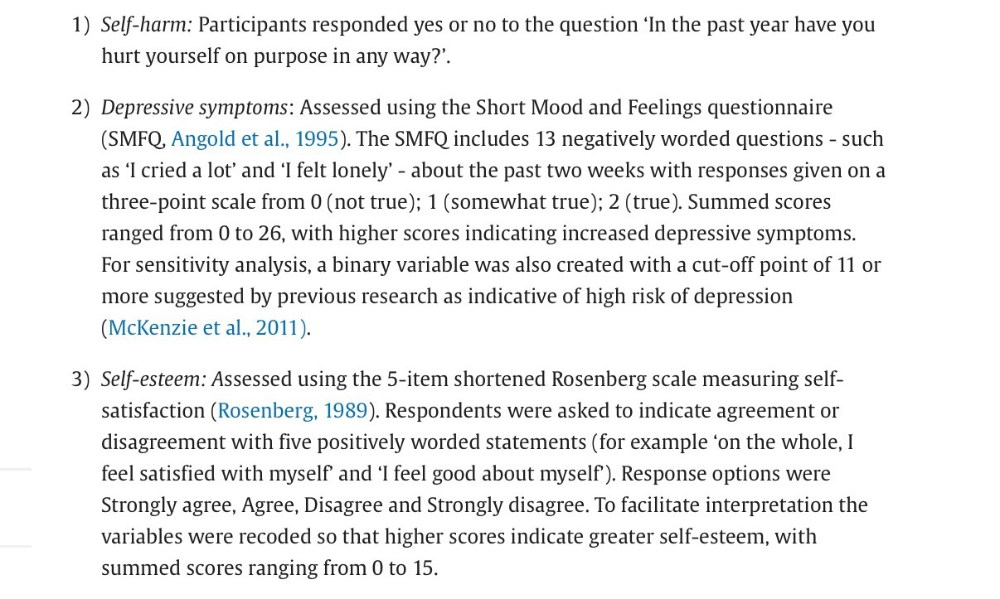 1) Self-harm: Participants responded yes or no to the question ‘In the past year have you
hurt yourself on purpose in any way?’.
2) Depressive symptoms: Assessed using the Short Mood and Feelings questionnaire
(SMFQ, Angold et al., 1995). The SMFQ includes 13 negatively worded questions - such
as ‘I cried a lot’ and ‘I felt lonely’ - about the past two weeks with responses given on a
three-point scale from 0 (not true); 1 (somewhat true); 2 (true). Summed scores
ranged from 0 to 26, with higher scores indicating increased depressive symptoms.
For sensitivity analysis, a binary variable was also created with a cut-off point of 11 or
more suggested by previous research as indicative of high risk of depression
(McKenzie et al., 2011).
3) Self-esteem: Assessed using the 5-item shortened Rosenberg scale measuring self-
satisfaction (Rosenberg, 1989). Respondents were asked to indicate agreement or
disagreement with five positively worded statements (for example ‘on the whole, I
feel satisfied with myself’ and ‘I feel good about myself’). Response options were
Strongly agree, Agree, Disagree and Strongly disagree. To facilitate interpretation the
variables were recoded so that higher scores indicate greater self-esteem, with
summed scores ranging from 0 to 15.